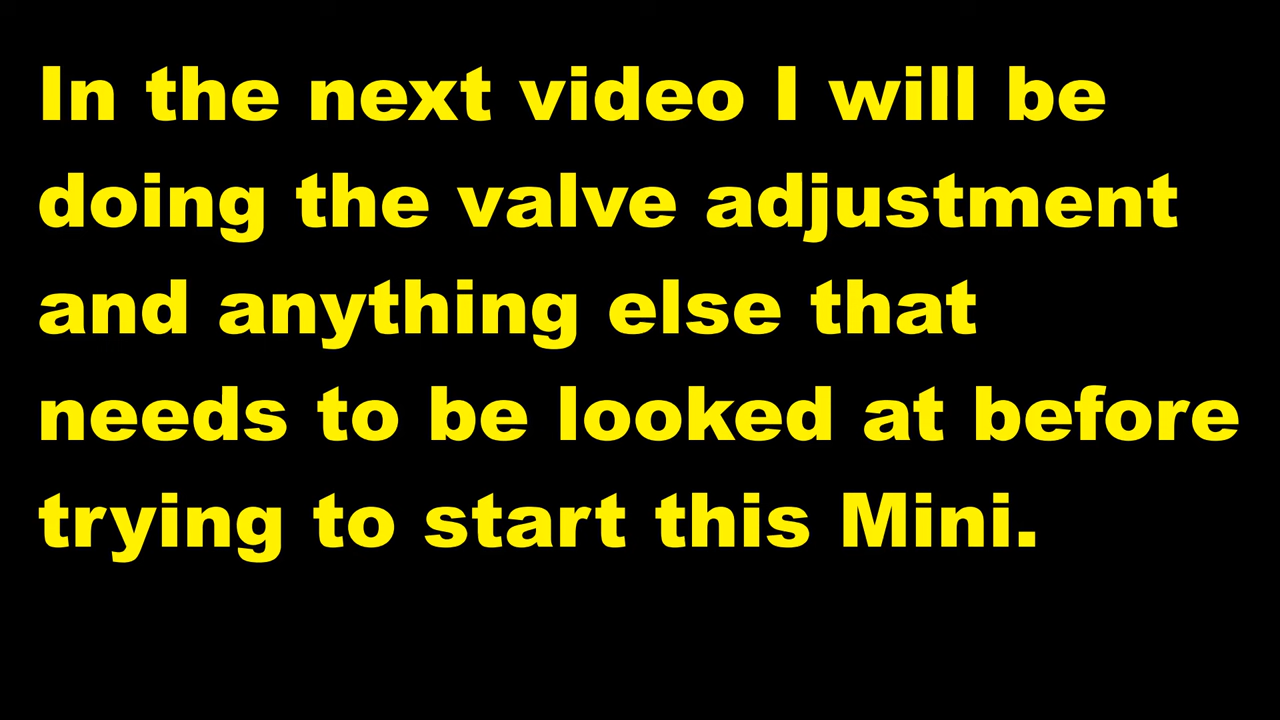 In the next video I will be
doing the valve adjustment
and anything else that
needs to be looked at before
trying to start this Mini.